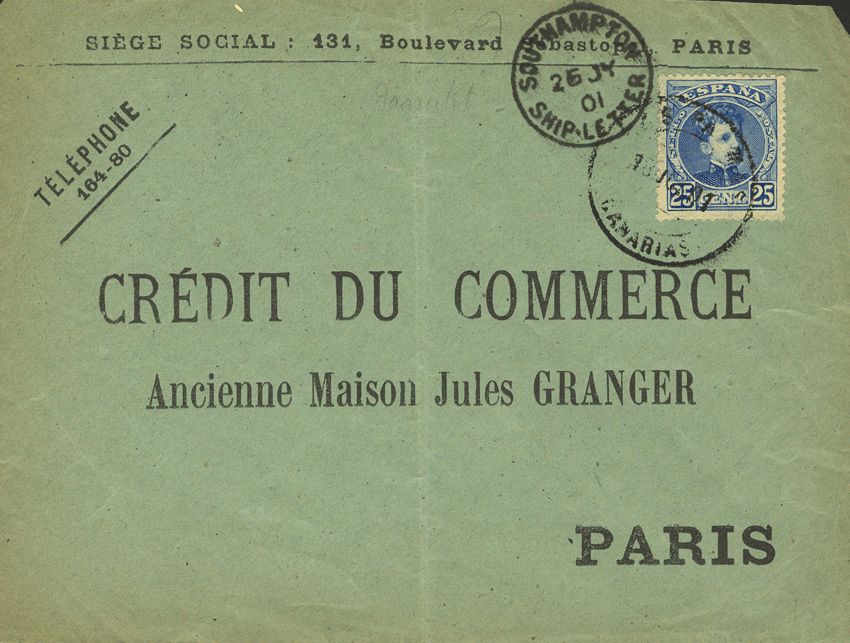 SIÈGE SOCIAL : 131, Boulevard PARIS
SOUTHAMPTON
26 JY
01
SHIP-LETTER
TÉLÉPHONE
164-80
ESPAÑA
25 25
CANARIAS
CRÉDIT DU COMMERCE
Ancienne Maison Jules GRANGER
PARIS